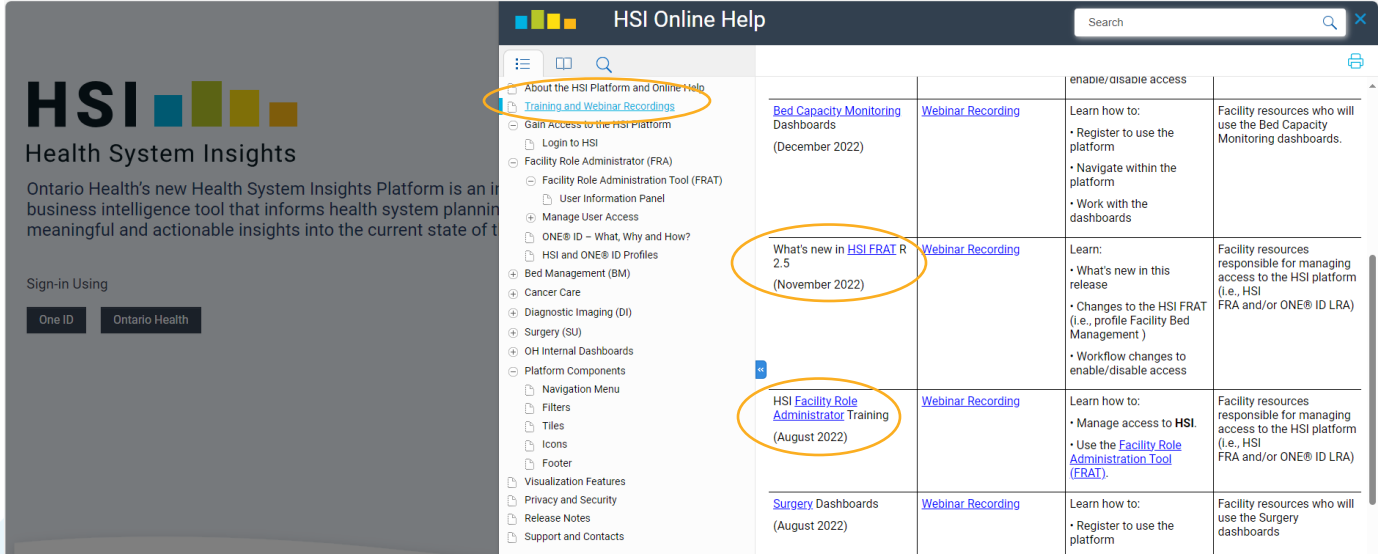 HSI Online Help
Search
HSI
Health System Insights
Ontario Health's new Health System Insights Platform is an
business intelligence tool that informs health system
meaningful and actionable insights into the current state of
Sign-in Using
One ID
Ontario Health
About the HSI Platform and Online Help
Training and Webinar Recordings
Gain Access to the HSI Platform
Login to HSI
Facility Role Administrator (FRA)
Facility Role Administration Tool (FRAT)
User Information Panel
Manage User Access
ONE® ID – What, Why and How?
HSI and ONE® ID Profiles
Bed Management (BM)
Cancer Care
Diagnostic Imaging (DI)
Surgery (SU)
OH Internal Dashboards
Platform Components
Navigation Menu
Filters
Tiles
Icons
Footer
Visualization Features
Privacy and Security
Release Notes
Support and Contacts
enable/disable access
Bed Capacity Monitoring
Dashboards
(December 2022)
Webinar Recording
Learn how to:
• Register to use the
platform
• Navigate within the
platform
• Work with the
dashboards
Facility resources who will
use the Bed Capacity
Monitoring dashboards.
What's new in HSI FRAT R
2.5
(November 2022)
Webinar Recording
Learn:
• What's new in this
release
• Changes to the HSI FRAT
(i.e., profile Facility Bed
Management )
• Workflow changes to
enable/disable access
Facility resources
responsible for managing
access to the HSI platform
(i.e., HSI
FRA and/or ONE® ID LRA)
HSI Facility Role
Administrator Training
(August 2022)
Webinar Recording
Learn how to:
• Manage access to HSI.
• Use the Facility Role
Administration Tool
(FRAT).
Facility resources
responsible for managing
access to the HSI platform
(i.e., HSI
FRA and/or ONE® ID LRA)
Surgery Dashboards
(August 2022)
Webinar Recording
Learn how to:
• Register to use the
platform
Facility resources who will
use the Surgery
dashboards